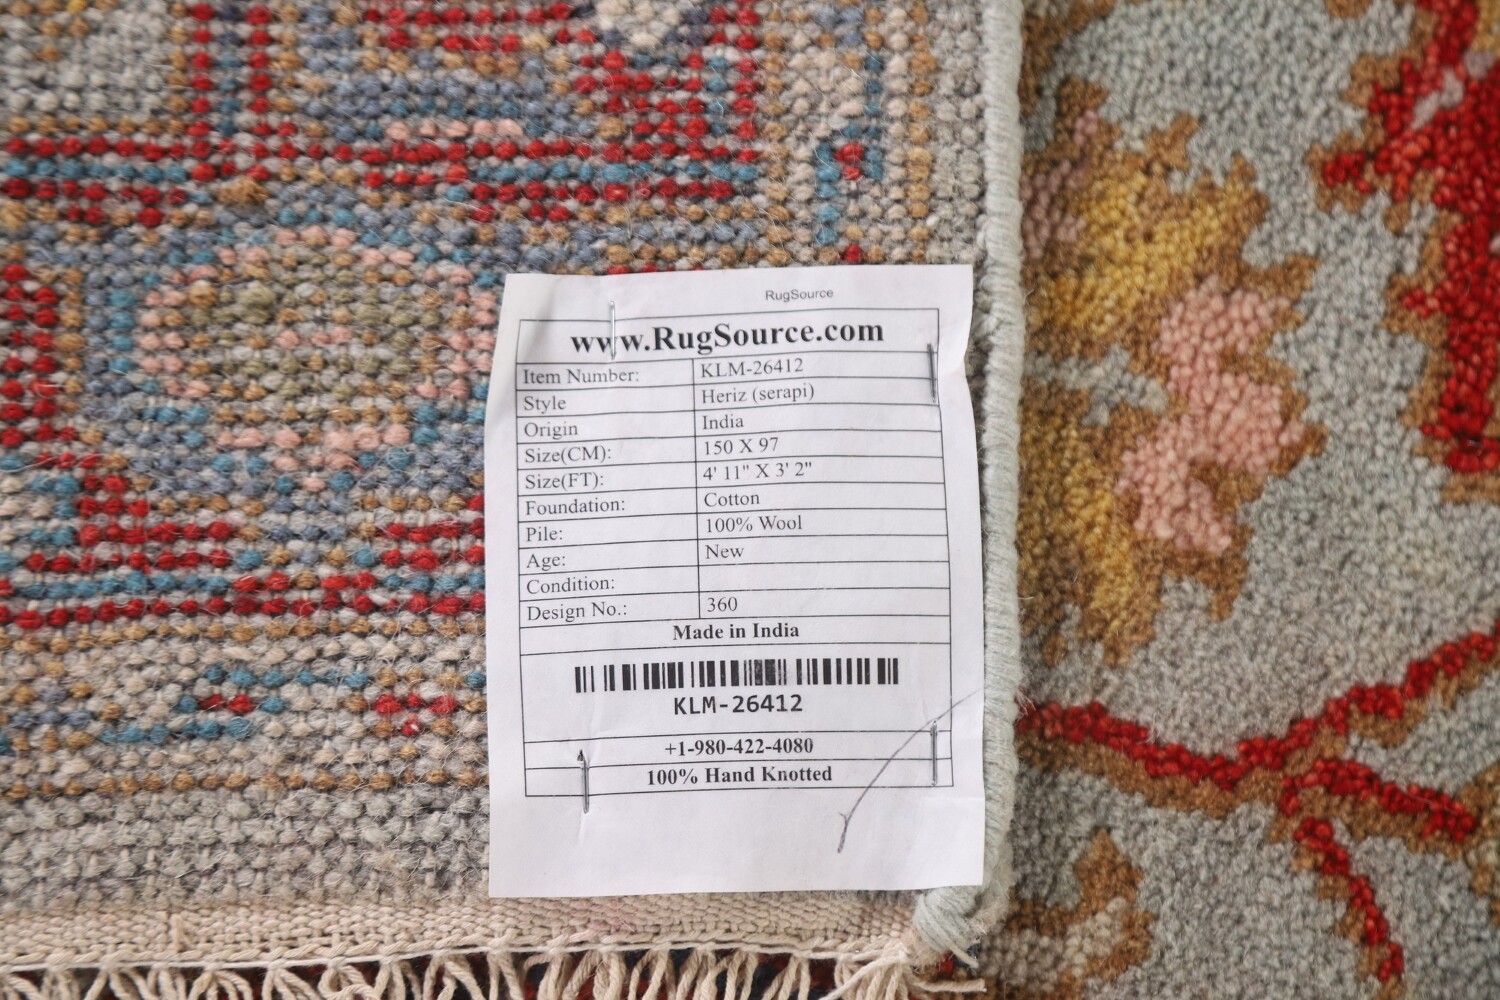 RugSource
www.RugSource.com
Item Number: KLM-26412
Style Heriz (serapi)
Origin India
Size(CM): 150 X 97
Size(FT): 4' 11" X 3' 2"
Foundation: Cotton
Pile: 100% Wool
Age: New
Condition:
Design No.: 360
Made in India
KLM-26412
+1-980-422-4080
100% Hand Knotted